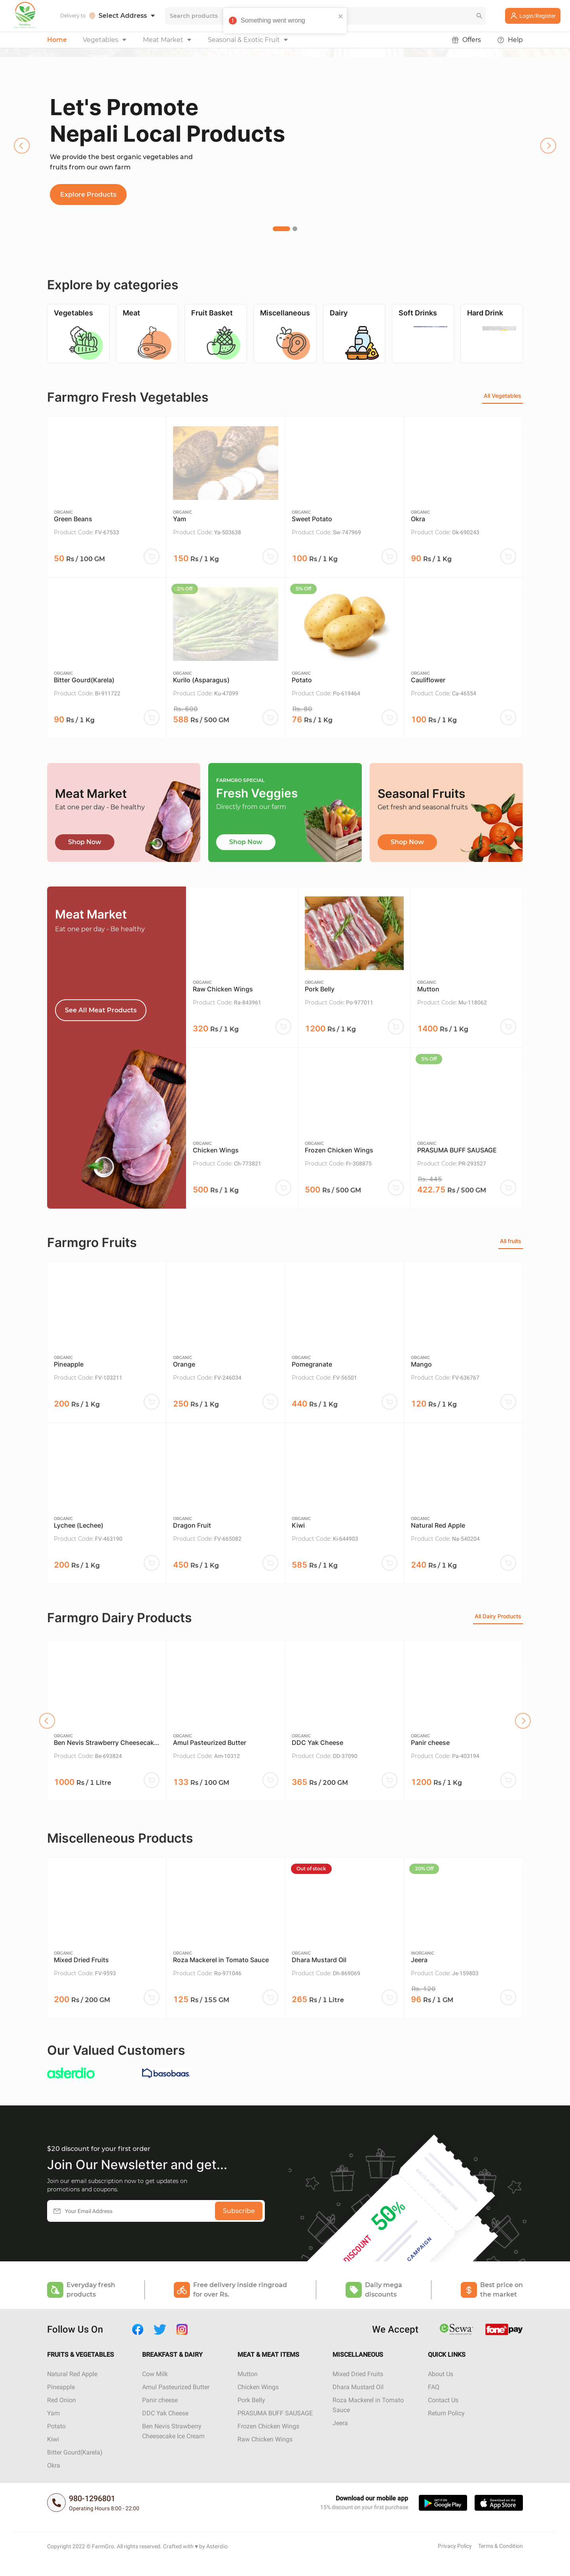 Delivery to
Select Address
Search products
Something went wrong
Login/Register
Home
Vegetables
Meat Market
Seasonal & Exotic Fruit
Offers
Help
Let's Promote
Nepali Local Products
We provide the best organic vegetables and
fruits from our own farm
Explore Products
Explore by categories
Vegetables
Meat
Fruit Basket
Miscellaneous
Dairy
Soft Drinks
Hard Drink
Farmgro Fresh Vegetables
All Vegetables
ORGANIC
Green Beans
Product Code: FV-67533
50 Rs / 100 GM
ORGANIC
Yam
Product Code: Ya-503638
150 Rs / 1 Kg
ORGANIC
Sweet Potato
Product Code: Sw-747969
100 Rs / 1 Kg
ORGANIC
Okra
Product Code: Ok-690243
90 Rs / 1 Kg
ORGANIC
Bitter Gourd(Karela)
Product Code: Bi-911722
90 Rs / 1 Kg
2% Off
ORGANIC
Kurilo (Asparagus)
Product Code: Ku-47099
Rs. 600
588 Rs / 500 GM
5% Off
ORGANIC
Potato
Product Code: Po-619464
Rs. 80
76 Rs / 1 Kg
ORGANIC
Cauliflower
Product Code: Ca-46554
100 Rs / 1 Kg
Meat Market
Eat one per day - Be healthy
Shop Now
FARMGRO SPECIAL
Fresh Veggies
Directly from our farm
Shop Now
Seasonal Fruits
Get fresh and seasonal fruits
Shop Now
Meat Market
Eat one per day - Be healthy
See All Meat Products
ORGANIC
Raw Chicken Wings
Product Code: Ra-843961
320 Rs / 1 Kg
ORGANIC
Pork Belly
Product Code: Po-977011
1200 Rs / 1 Kg
ORGANIC
Mutton
Product Code: Mu-118062
1400 Rs / 1 Kg
ORGANIC
Chicken Wings
Product Code: Ch-773821
500 Rs / 1 Kg
ORGANIC
Frozen Chicken Wings
Product Code: Fr-308875
500 Rs / 500 GM
5% Off
ORGANIC
PRASUMA BUFF SAUSAGE
Product Code: PR-293527
Rs. 445
422.75 Rs / 500 GM
Farmgro Fruits
All fruits
ORGANIC
Pineapple
Product Code: FV-103211
200 Rs / 1 Kg
ORGANIC
Orange
Product Code: FV-246034
250 Rs / 1 Kg
ORGANIC
Pomegranate
Product Code: FV-56501
440 Rs / 1 Kg
ORGANIC
Mango
Product Code: FV-636767
120 Rs / 1 Kg
ORGANIC
Lychee (Lechee)
Product Code: FV-463190
200 Rs / 1 Kg
ORGANIC
Dragon Fruit
Product Code: FV-665082
450 Rs / 1 Kg
ORGANIC
Kiwi
Product Code: Ki-644903
585 Rs / 1 Kg
ORGANIC
Natural Red Apple
Product Code: Na-540204
240 Rs / 1 Kg
Farmgro Dairy Products
All Dairy Products
ORGANIC
Ben Nevis Strawberry Cheesecak...
Product Code: Be-693824
1000 Rs / 1 Litre
ORGANIC
Amul Pasteurized Butter
Product Code: Am-10312
133 Rs / 100 GM
ORGANIC
DDC Yak Cheese
Product Code: DD-37090
365 Rs / 200 GM
ORGANIC
Panir cheese
Product Code: Pa-403194
1200 Rs / 1 Kg
Miscelleneous Products
ORGANIC
Mixed Dried Fruits
Product Code: FV-9593
200 Rs / 200 GM
ORGANIC
Roza Mackerel in Tomato Sauce
Product Code: Ro-971046
125 Rs / 155 GM
Out of stock
ORGANIC
Dhara Mustard Oil
Product Code: Dh-869069
265 Rs / 1 Litre
20% Off
INORGANIC
Jeera
Product Code: Je-159803
Rs. 120
96 Rs / 1 GM
Our Valued Customers
asterdio
basobaas
$20 discount for your first order
Join Our Newsletter and get...
Join our email subscription now to get updates on
promotions and coupons.
Your Email Address
Subscribe
DISCOUNT
50%
CAMPAIGN
Everyday fresh
products
Free delivery inside ringroad
for over Rs.
Daily mega
discounts
Best price on
the market
Follow Us On
We Accept
eSewa
fonepay
FRUITS & VEGETABLES
Natural Red Apple
Pineapple
Red Onion
Yam
Potato
Kiwi
Bitter Gourd(Karela)
Okra
BREAKFAST & DAIRY
Cow Milk
Amul Pasteurized Butter
Panir cheese
DDC Yak Cheese
Ben Nevis Strawberry
Cheesecake Ice Cream
MEAT & MEAT ITEMS
Mutton
Chicken Wings
Pork Belly
PRASUMA BUFF SAUSAGE
Frozen Chicken Wings
Raw Chicken Wings
MISCELLANEOUS
Mixed Dried Fruits
Dhara Mustard Oil
Roza Mackerel in Tomato
Sauce
Jeera
QUICK LINKS
About Us
FAQ
Contact Us
Return Policy
980-1296801
Operating Hours 8:00 - 22:00
Download our mobile app
15% discount on your first purchase
GET IT ON
Google Play
Download on the
App Store
Copyright 2022 © FarmGro. All rights reserved. Crafted with ♥ by Asterdio
Privacy Policy
Terms & Condition